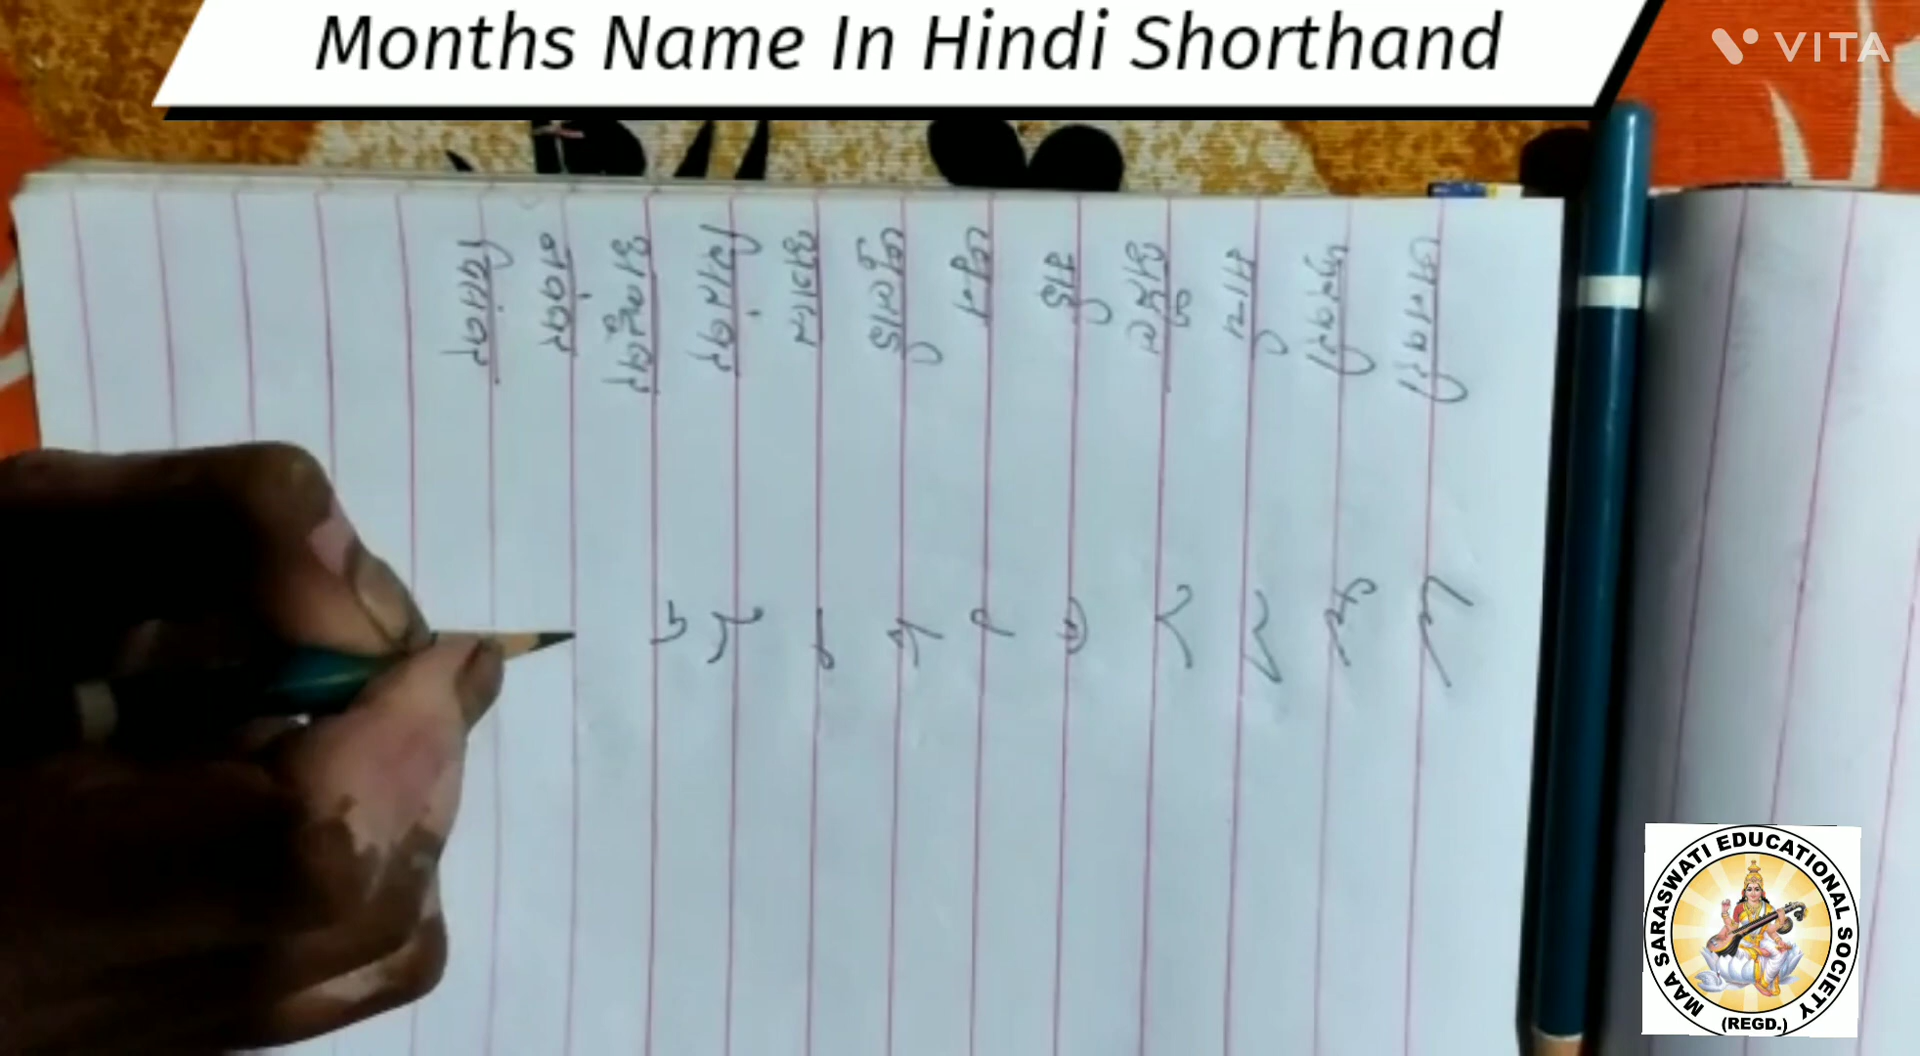 Months Name In Hindi Shorthand
VITA
जनवरी
फरवरी
मार्च
अप्रैल
मई
जून
जुलाई
अगस्त
सितंबर
अक्टूबर
नवंबर
दिसंबर
MAA SARASWATI EDUCATIONAL SOCIETY
(REGD.)